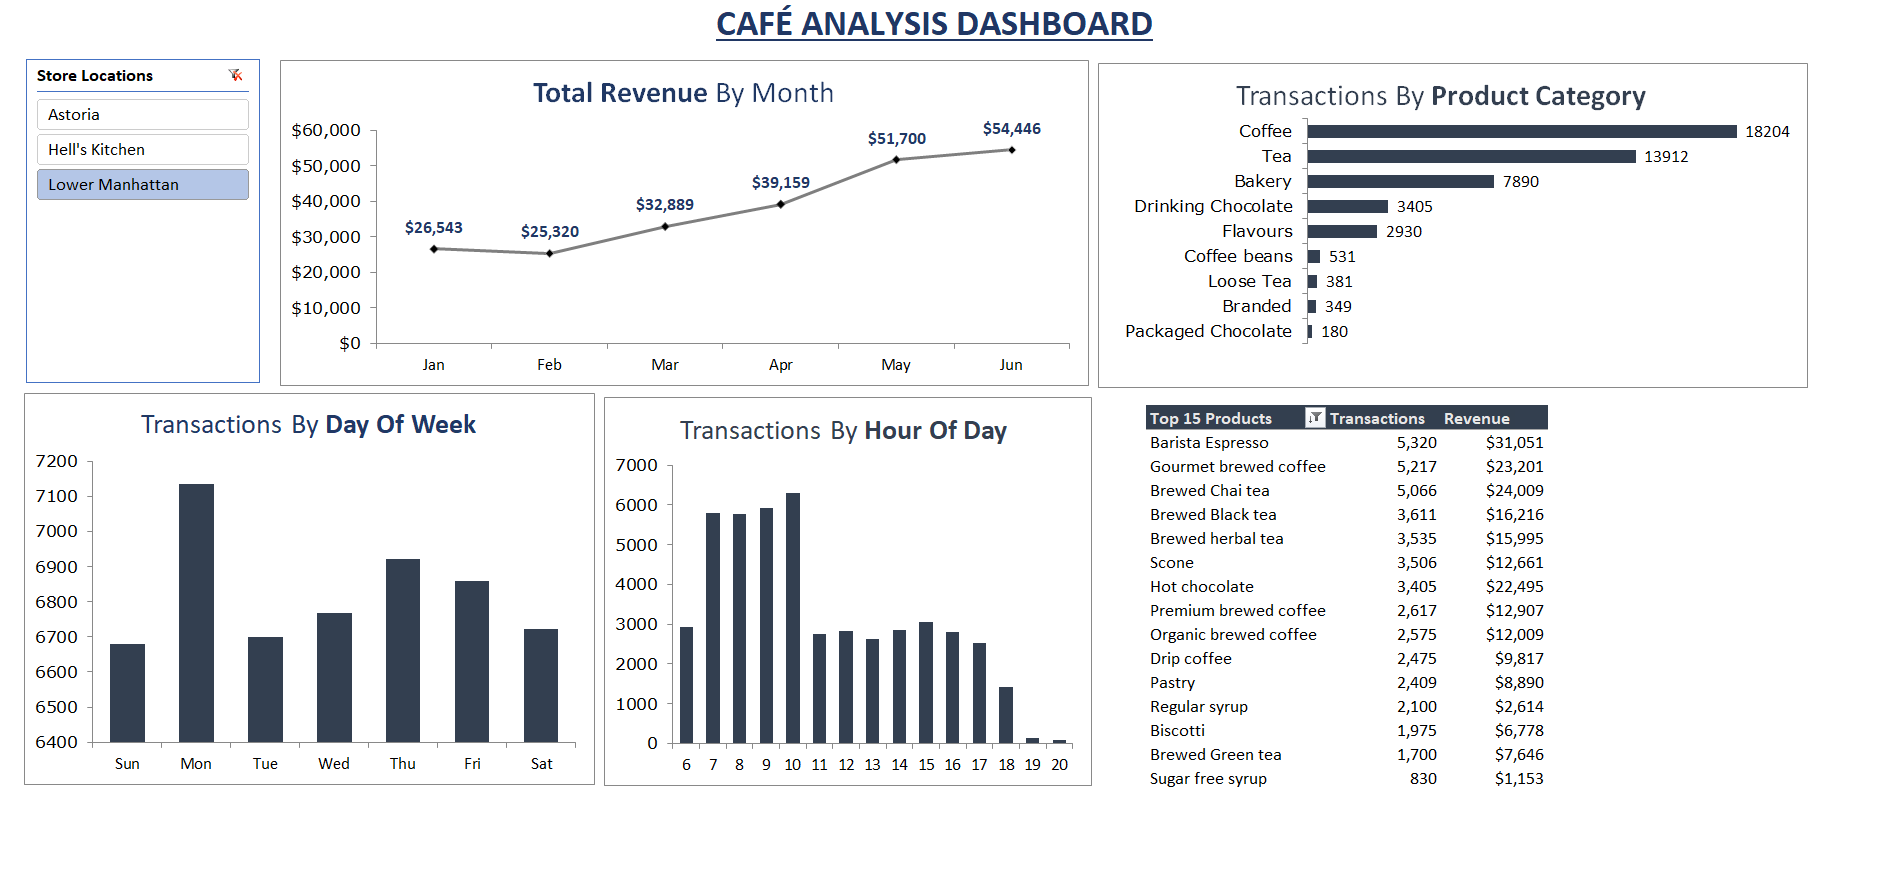 CAFÉ ANALYSIS DASHBOARD
Store Locations
Astoria
Hell's Kitchen
Lower Manhattan
Total Revenue By Month
$60,000
$50,000
$40,000
$30,000
$20,000
$10,000
$0
$26,543
$25,320
$32,889
$39,159
$51,700
$54,446
Jan Feb Mar Apr May Jun
Transactions By Product Category
Coffee 18204
Tea 13912
Bakery 7890
Drinking Chocolate 3405
Flavours 2930
Coffee beans 531
Loose Tea 381
Branded 349
Packaged Chocolate 180
Transactions By Day Of Week
7200
7100
7000
6900
6800
6700
6600
6500
6400
Sun Mon Tue Wed Thu Fri Sat
Transactions By Hour Of Day
7000
6000
5000
4000
3000
2000
1000
0
6 7 8 9 10 11 12 13 14 15 16 17 18 19 20
Top 15 Products Transactions Revenue
Barista Espresso 5,320 $31,051
Gourmet brewed coffee 5,217 $23,201
Brewed Chai tea 5,066 $24,009
Brewed Black tea 3,611 $16,216
Brewed herbal tea 3,535 $15,995
Scone 3,506 $12,661
Hot chocolate 3,405 $22,495
Premium brewed coffee 2,617 $12,907
Organic brewed coffee 2,575 $12,009
Drip coffee 2,475 $9,817
Pastry 2,409 $8,890
Regular syrup 2,100 $2,614
Biscotti 1,975 $6,778
Brewed Green tea 1,700 $7,646
Sugar free syrup 830 $1,153